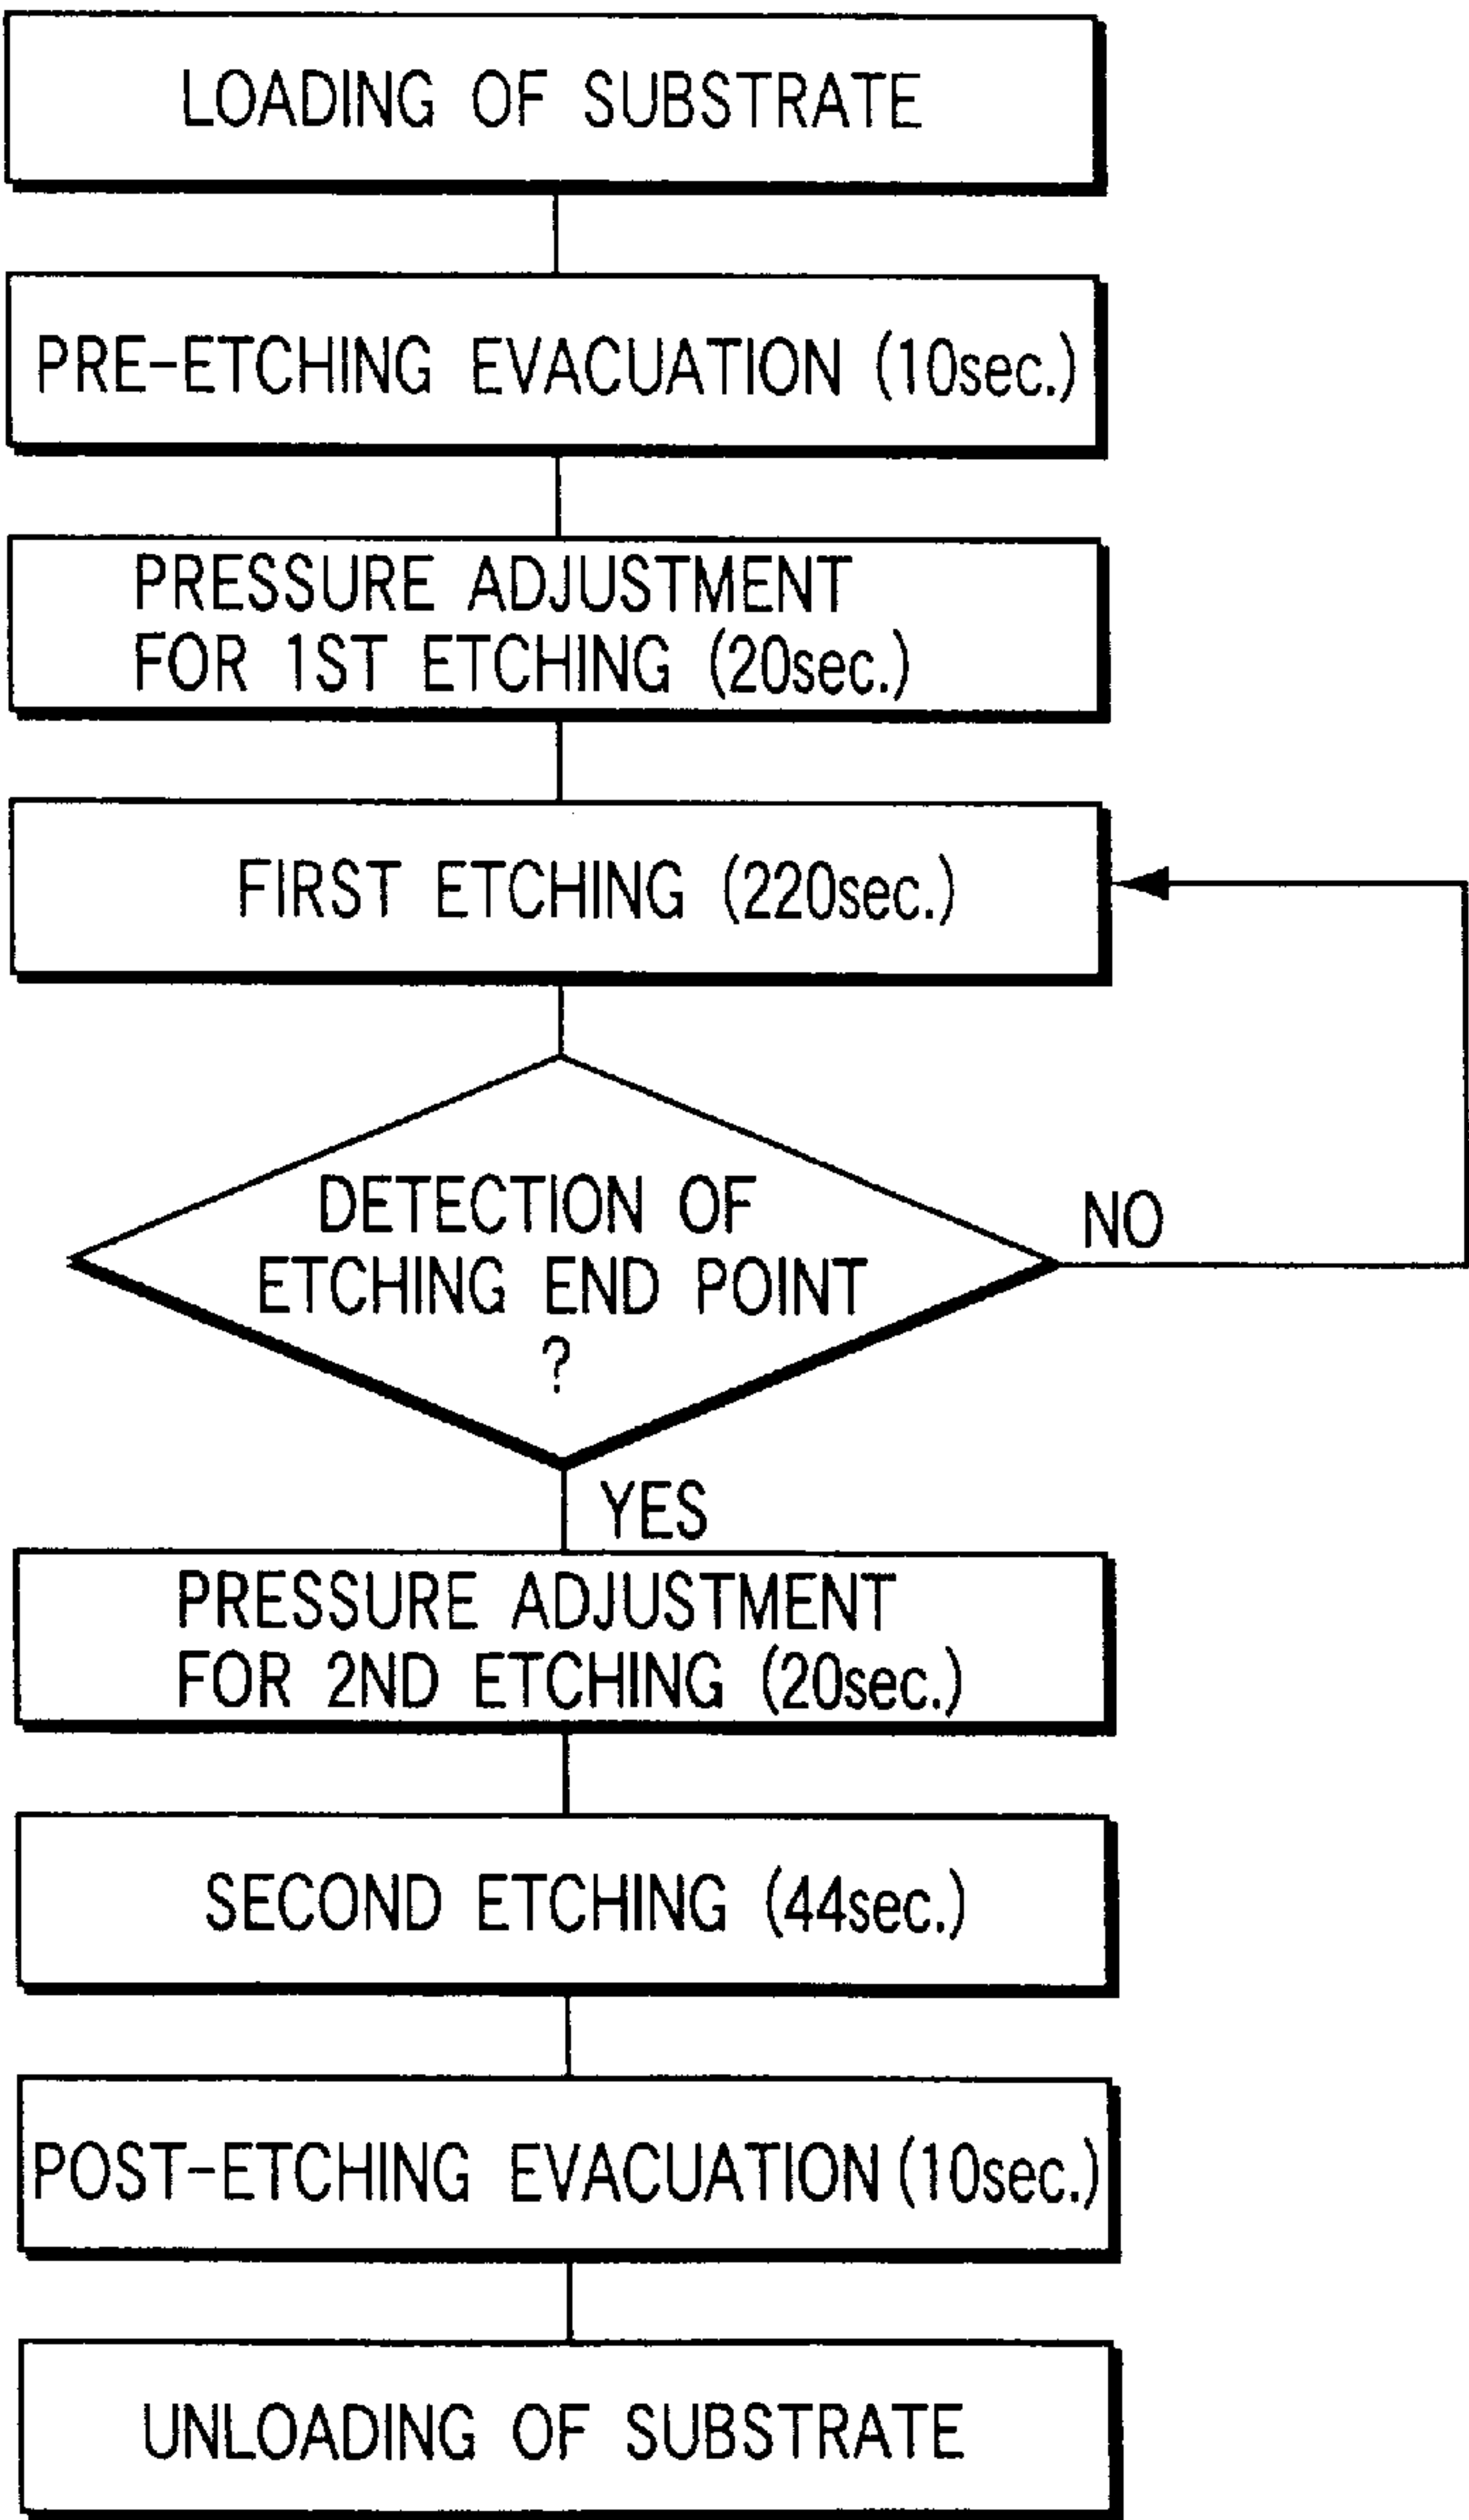 LOADING OF SUBSTRATE
PRE-ETCHING EVACUATION (10sec.)
PRESSURE ADJUSTMENT
FOR 1ST ETCHING (20sec.)
FIRST ETCHING (220sec.)
DETECTION OF
ETCHING END POINT
?
NO
YES
PRESSURE ADJUSTMENT
FOR 2ND ETCHING (20sec.)
SECOND ETCHING (44sec.)
POST-ETCHING EVACUATION (10sec.)
UNLOADING OF SUBSTRATE